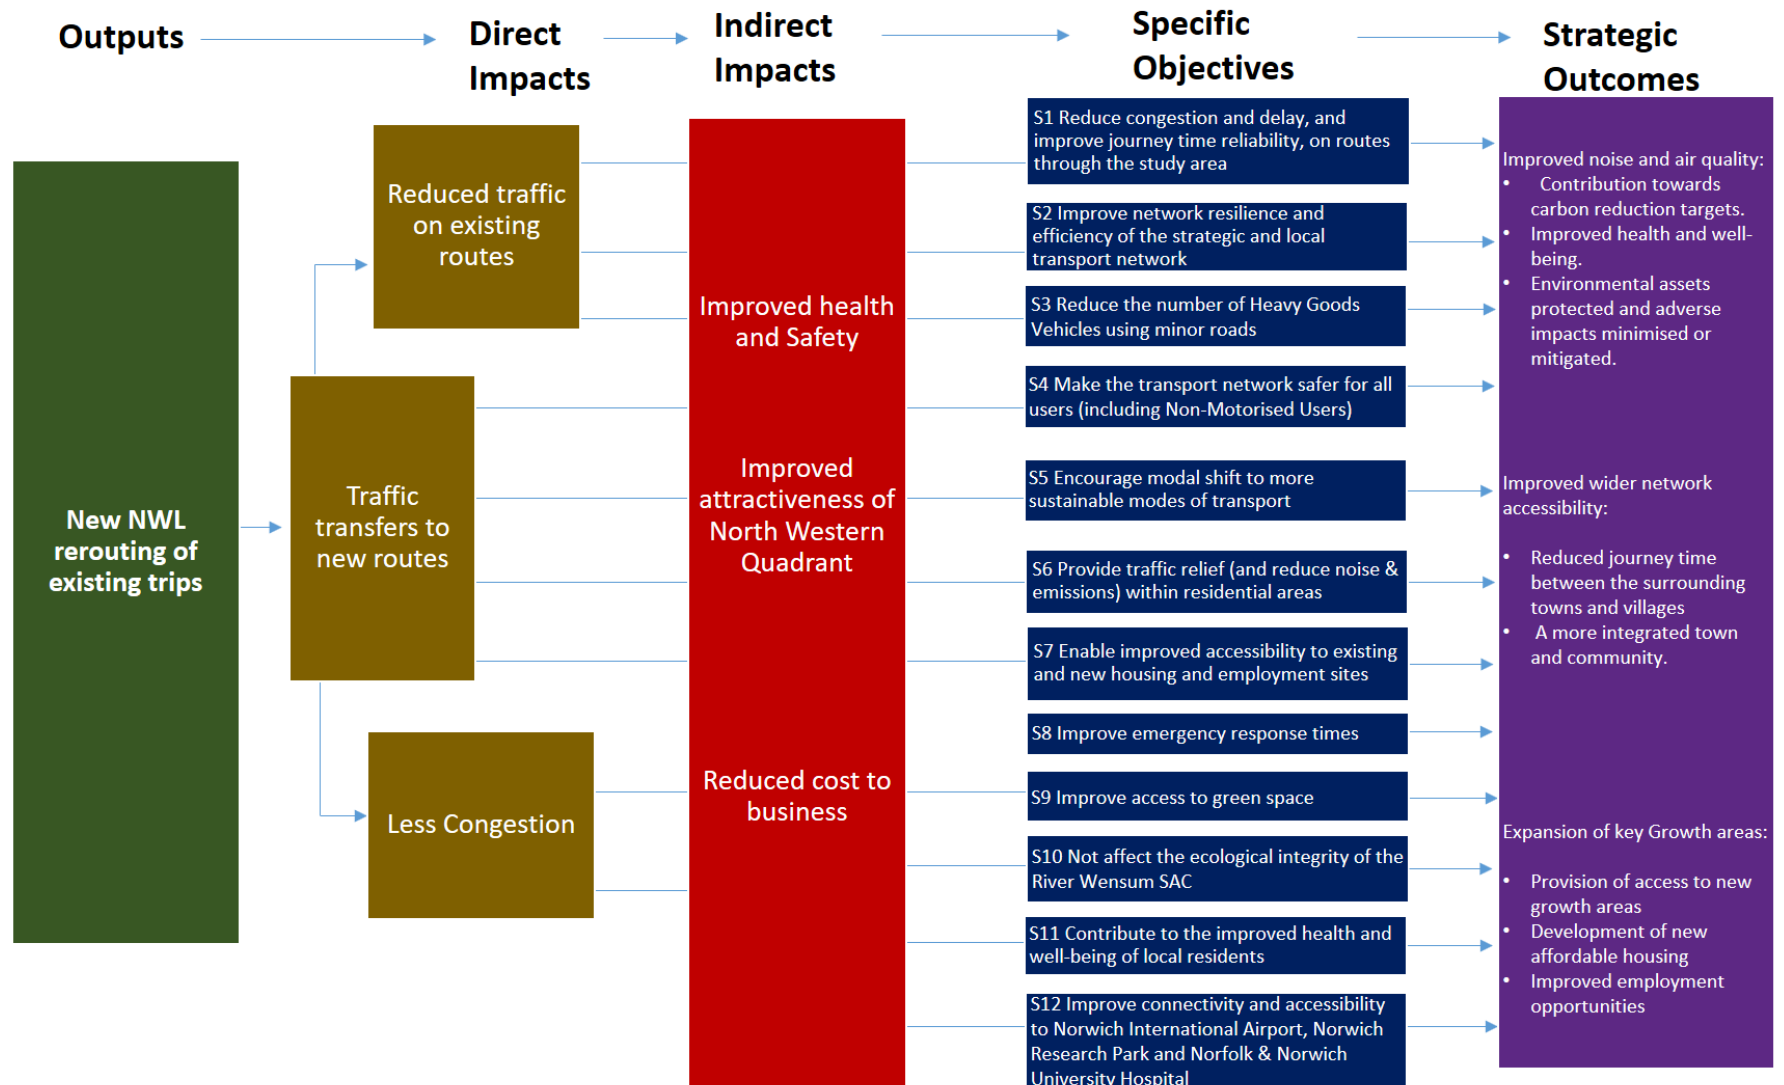 Outputs
Direct
Impacts
Indirect
Impacts
Specific
Objectives
Strategic
Outcomes
New NWL
rerouting of
existing trips
Reduced traffic
on existing
routes
Traffic
transfers to
new routes
Less Congestion
Improved health
and Safety
Improved
attractiveness of
North Western
Quadrant
Reduced cost to
business
S1 Reduce congestion and delay, and
improve journey time reliability, on routes
through the study area
S2 Improve network resilience and
efficiency of the strategic and local
transport network
S3 Reduce the number of Heavy Goods
Vehicles using minor roads
S4 Make the transport network safer for all
users (including Non-Motorised Users)
S5 Encourage modal shift to more
sustainable modes of transport
S6 Provide traffic relief (and reduce noise &
emissions) within residential areas
S7 Enable improved accessibility to existing
and new housing and employment sites
S8 Improve emergency response times
S9 Improve access to green space
S10 Not affect the ecological integrity of the
River Wensum SAC
S11 Contribute to the improved health and
well-being of local residents
S12 Improve connectivity and accessibility
to Norwich International Airport, Norwich
Research Park and Norfolk & Norwich
University Hospital
Improved noise and air quality:
• Contribution towards
carbon reduction targets.
• Improved health and well-
being.
• Environmental assets
protected and adverse
impacts minimised or
mitigated.
Improved wider network
accessibility:
• Reduced journey time
between the surrounding
towns and villages
• A more integrated town
and community.
Expansion of key Growth areas:
• Provision of access to new
growth areas
• Development of new
affordable housing
• Improved employment
opportunities